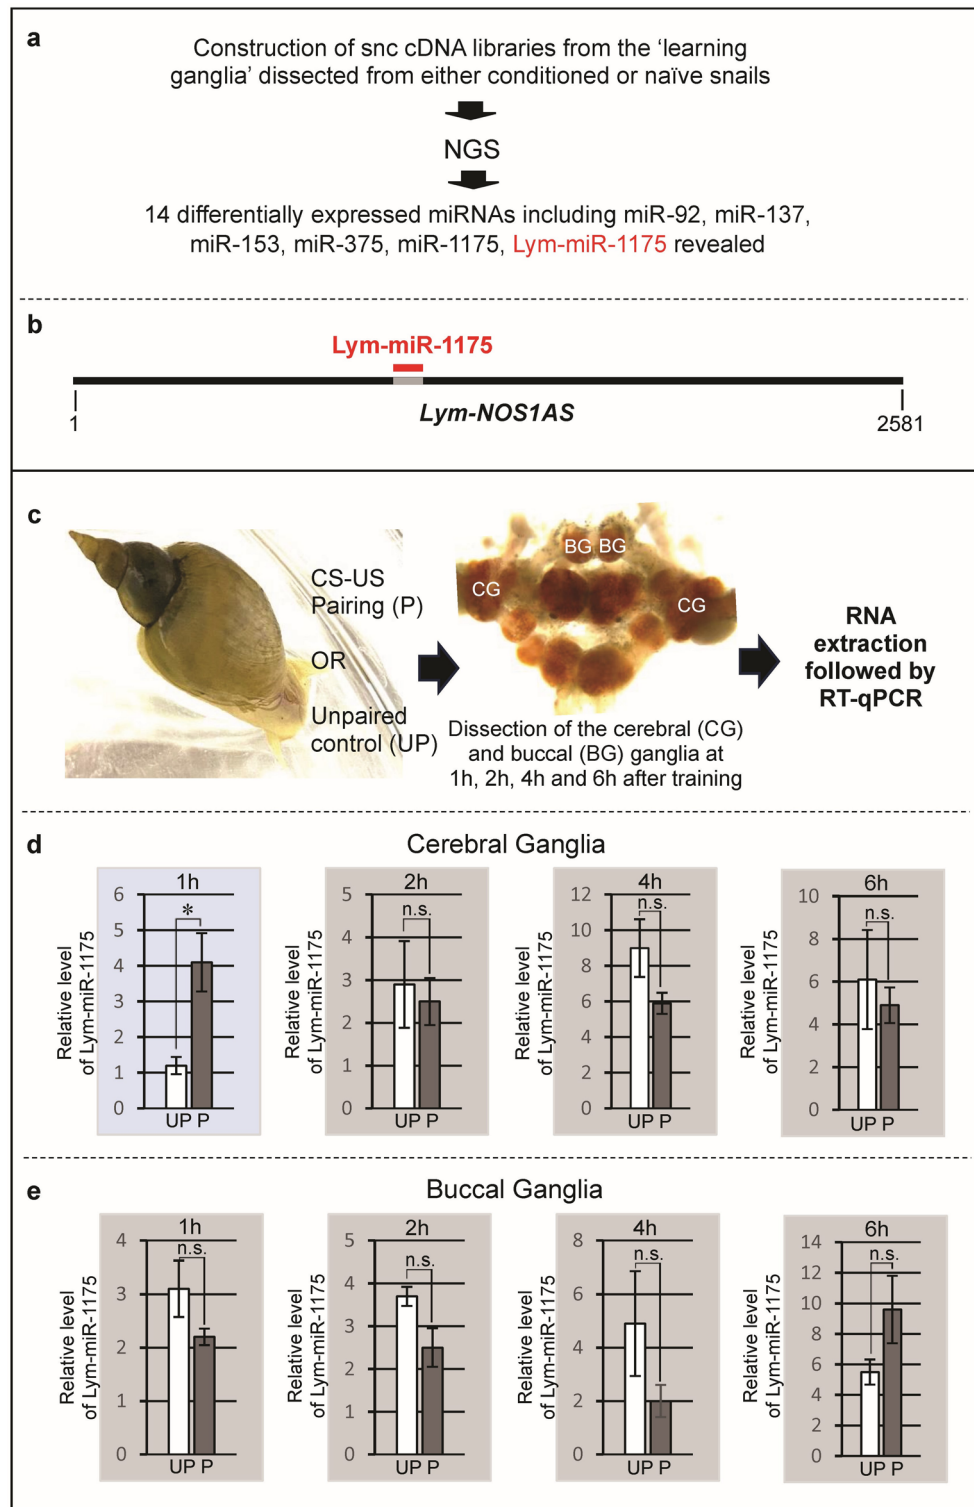 a
Construction of snc cDNA libraries from the ‘learning
ganglia’ dissected from either conditioned or naïve snails
NGS
14 differentially expressed miRNAs including miR-92, miR-137,
miR-153, miR-375, miR-1175, Lym-miR-1175 revealed
b
Lym-miR-1175
Lym-NOS1AS
1
2581
c
CS-US
Pairing (P)
OR
Unpaired
control (UP)
BG BG
CG
CG
Dissection of the cerebral (CG)
and buccal (BG) ganglia at
1h, 2h, 4h and 6h after training
RNA
extraction
followed by
RT-qPCR
d
Cerebral Ganglia
1h
Relative level
of Lym-miR-1175
6
5
4
3
2
1
0
*
UP P
2h
Relative level
of Lym-miR-1175
5
4
3
2
1
0
n.s.
UP P
4h
Relative level
of Lym-miR-1175
12
10
8
6
4
2
0
n.s.
UP P
6h
Relative level
of Lym-miR-1175
10
8
6
4
2
0
n.s.
UP P
e
Buccal Ganglia
1h
Relative level
of Lym-miR-1175
4
3
2
1
0
n.s.
UP P
2h
Relative level
of Lym-miR-1175
5
4
3
2
1
0
n.s.
UP P
4h
Relative level
of Lym-miR-1175
8
6
4
2
0
n.s.
UP P
6h
Relative level
of Lym-miR-1175
14
12
10
8
6
4
2
0
n.s.
UP P